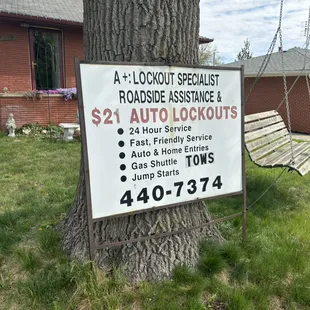 A+: LOCKOUT SPECIALIST
ROADSIDE ASSISTANCE &
$21 AUTO LOCKOUTS
• 24 Hour Service
• Fast, Friendly Service
• Auto & Home Entries
• Gas Shuttle TOWS
• Jump Starts
440-7374